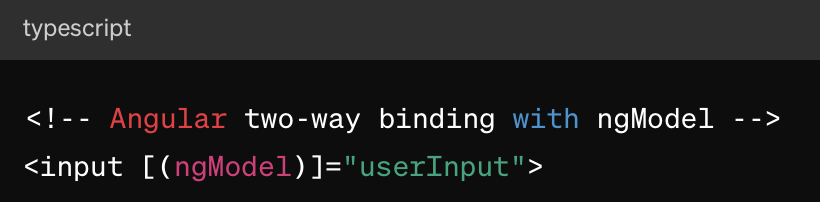 typescript
<!-- Angular two-way binding with ngModel -->
<input [(ngModel)]="userInput">